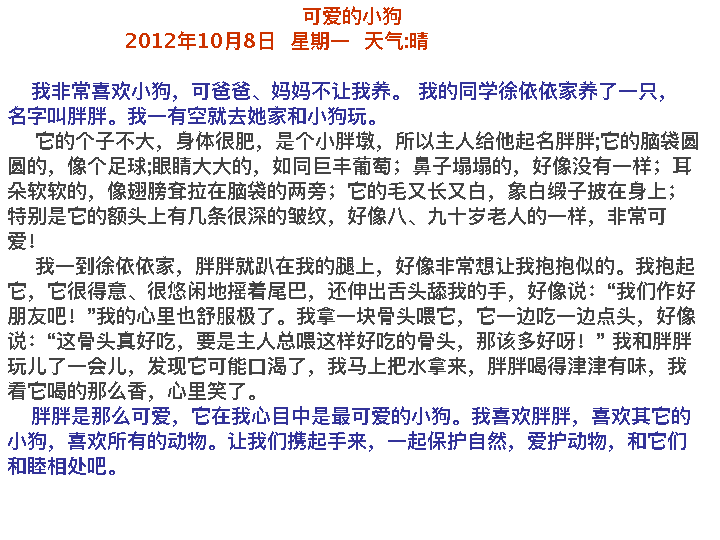 可爱的小狗
2012年10月8日 星期一 天气:晴
我非常喜欢小狗，可爸爸、妈妈不让我养。 我的同学徐依依家养了一只，
名字叫胖胖。我一有空就去她家和小狗玩。
它的个子不大，身体很肥，是个小胖墩，所以主人给他起名胖胖;它的脑袋圆
圆的，像个足球;眼睛大大的，如同巨丰葡萄；鼻子塌塌的，好像没有一样；耳
朵软软的，像翅膀耷拉在脑袋的两旁；它的毛又长又白，象白缎子披在身上；
特别是它的额头上有几条很深的皱纹，好像八、九十岁老人的一样，非常可
爱！
我一到徐依依家，胖胖就趴在我的腿上，好像非常想让我抱抱似的。我抱起
它，它很得意、很悠闲地摇着尾巴，还伸出舌头舔我的手，好像说：“我们作好
朋友吧！”我的心里也舒服极了。我拿一块骨头喂它，它一边吃一边点头，好像
说：“这骨头真好吃，要是主人总喂这样好吃的骨头，那该多好呀！” 我和胖胖
玩儿了一会儿，发现它可能口渴了，我马上把水拿来，胖胖喝得津津有味，我
看它喝的那么香，心里笑了。
胖胖是那么可爱，它在我心目中是最可爱的小狗。我喜欢胖胖，喜欢其它的
小狗，喜欢所有的动物。让我们携起手来，一起保护自然，爱护动物，和它们
和睦相处吧。